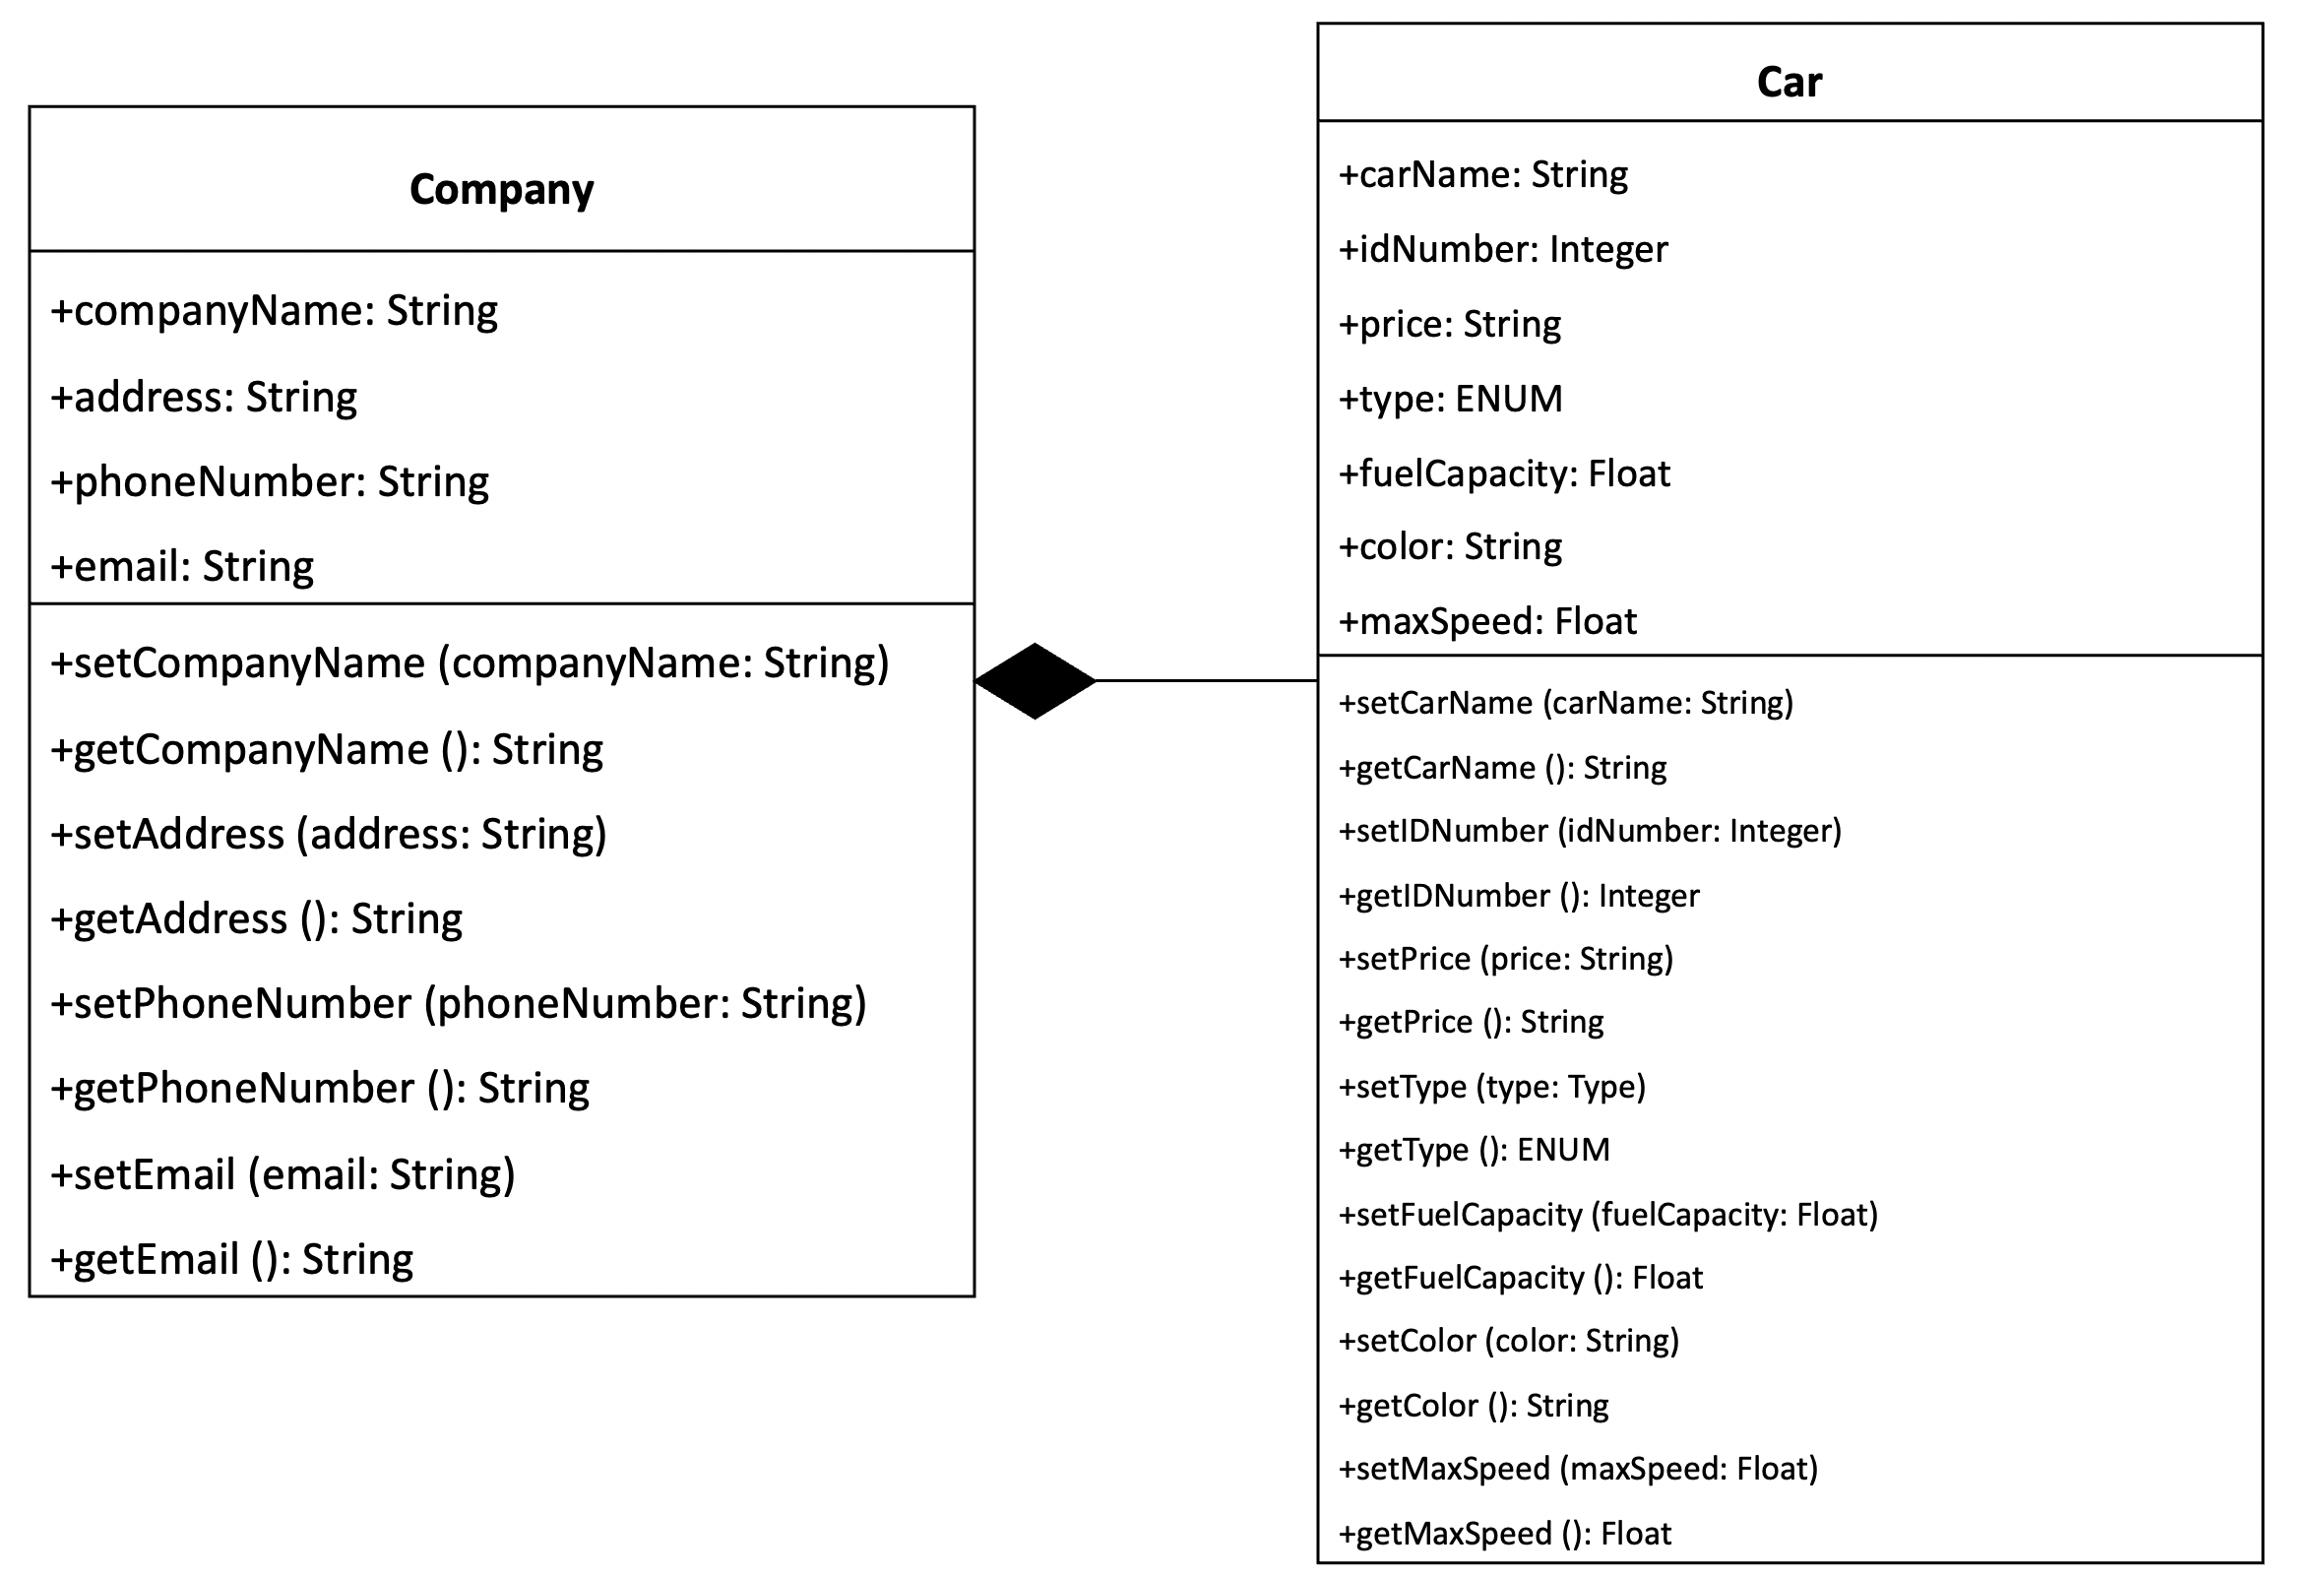 Company
+companyName: String
+address: String
+phoneNumber: String
+email: String
+setCompanyName (companyName: String)
+getCompanyName (): String
+setAddress (address: String)
+getAddress (): String
+setPhoneNumber (phoneNumber: String)
+getPhoneNumber (): String
+setEmail (email: String)
+getEmail (): String
Car
+carName: String
+idNumber: Integer
+price: String
+type: ENUM
+fuelCapacity: Float
+color: String
+maxSpeed: Float
+setCarName (carName: String)
+getCarName (): String
+setIDNumber (idNumber: Integer)
+getIDNumber (): Integer
+setPrice (price: String)
+getPrice (): String
+setType (type: Type)
+getType (): ENUM
+setFuelCapacity (fuelCapacity: Float)
+getFuelCapacity (): Float
+setColor (color: String)
+getColor (): String
+setMaxSpeed (maxSpeed: Float)
+getMaxSpeed (): Float